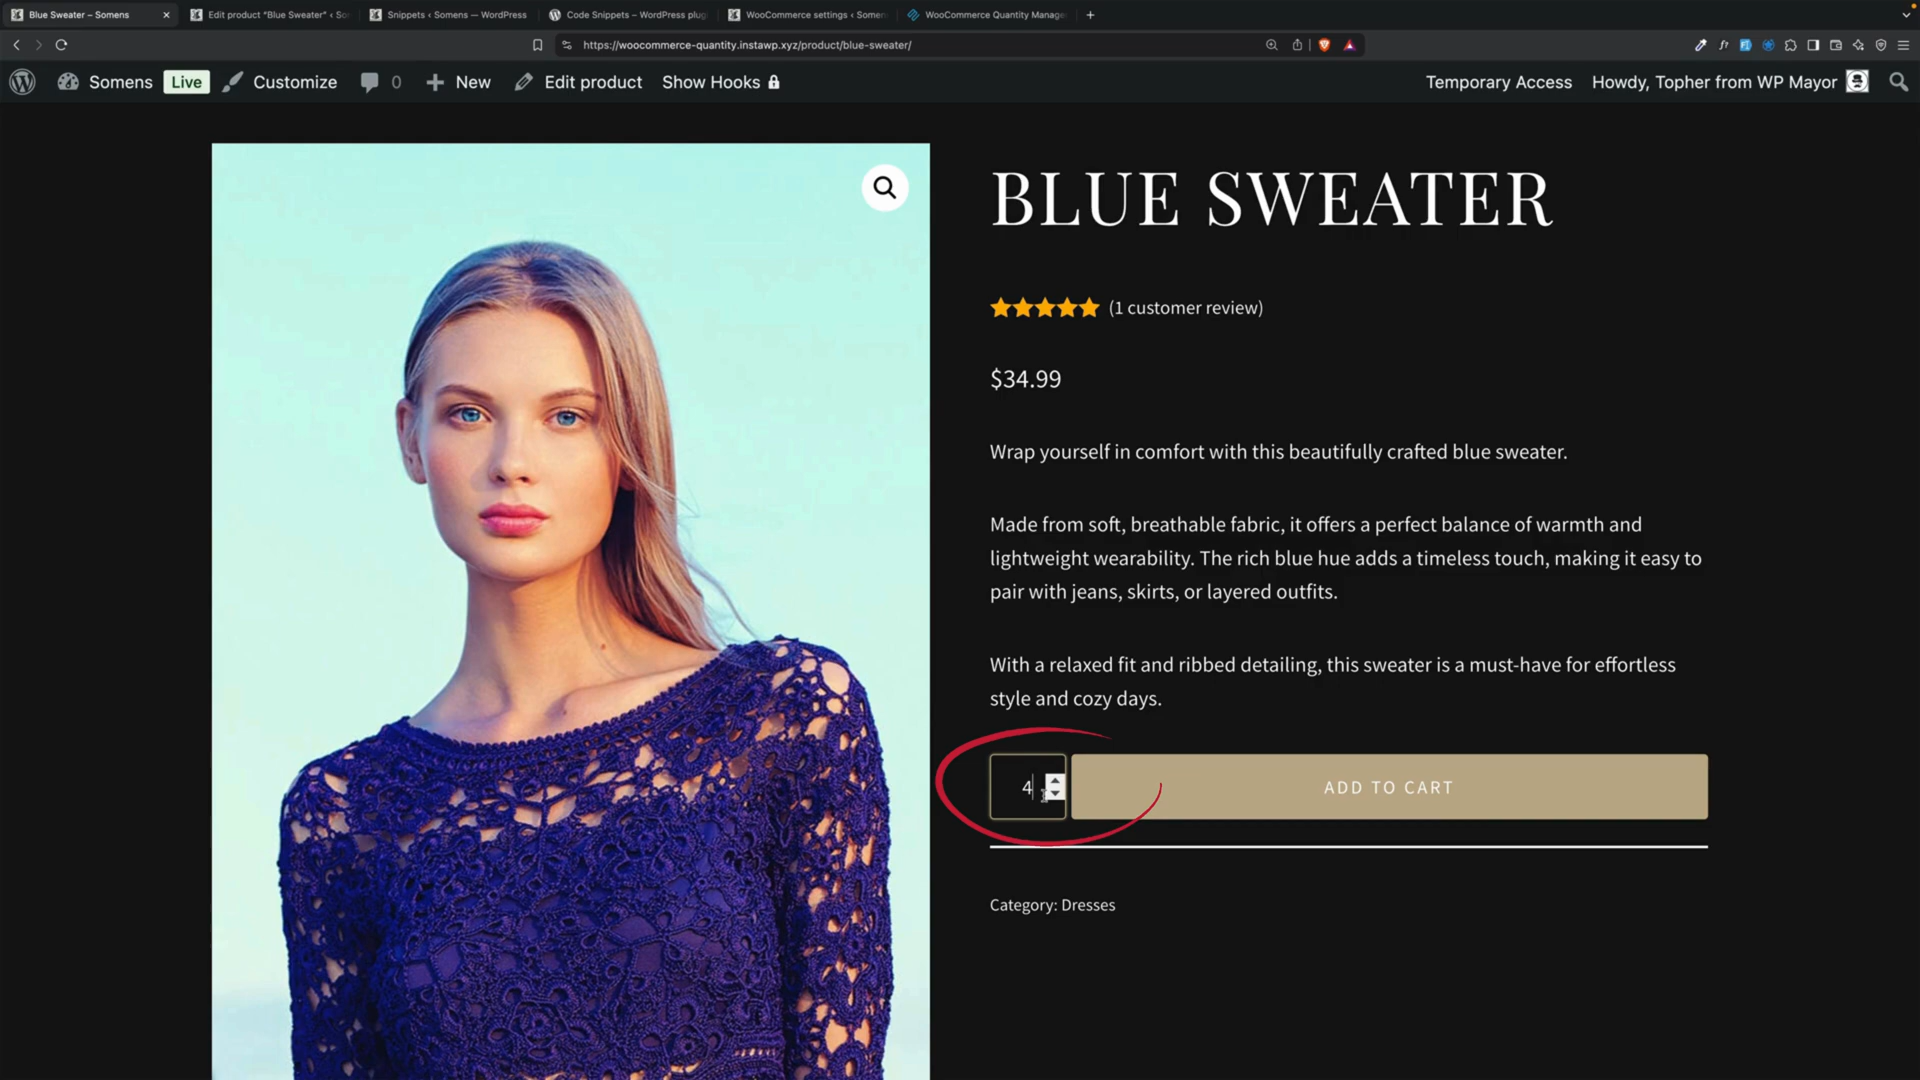 Blue Sweater – Somens
Edit product "Blue Sweater" ‹ So
Snippets ‹ Somens — WordPress
Code Snippets – WordPress plug
WooCommerce settings ‹ Somen
WooCommerce Quantity Manage
https://woocommerce-quantity.instawp.xyz/product/blue-sweater/
Somens
Live
Customize
0
New
Edit product
Show Hooks
Temporary Access
Howdy, Topher from WP Mayor
BLUE SWEATER
(1 customer review)
$34.99
Wrap yourself in comfort with this beautifully crafted blue sweater.
Made from soft, breathable fabric, it offers a perfect balance of warmth and
lightweight wearability. The rich blue hue adds a timeless touch, making it easy to
pair with jeans, skirts, or layered outfits.
With a relaxed fit and ribbed detailing, this sweater is a must-have for effortless
style and cozy days.
4
ADD TO CART
Category: Dresses